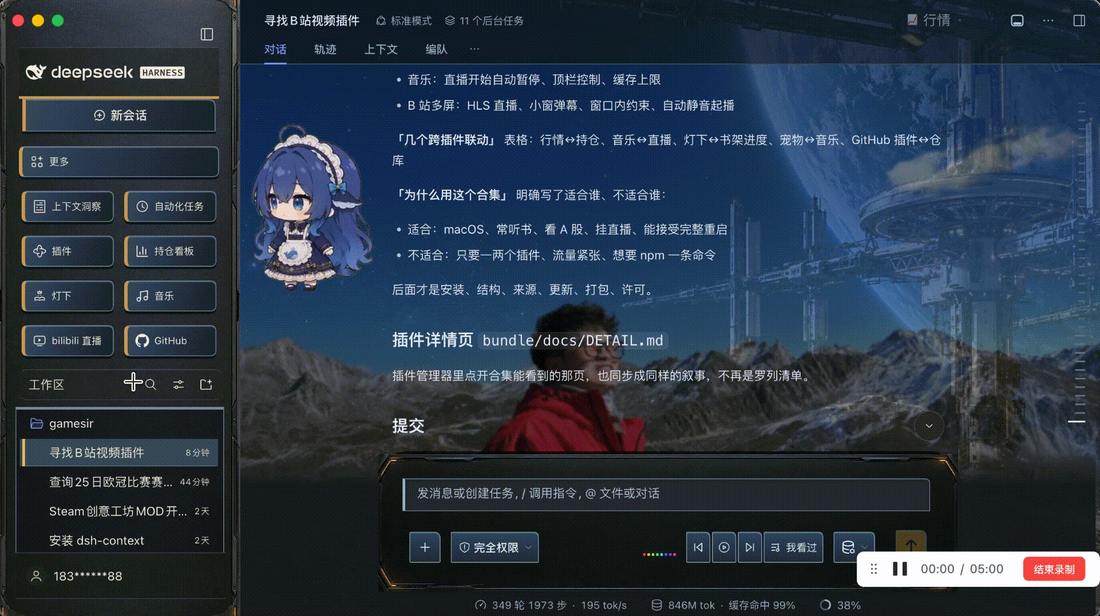 deepseek HARNESS
新会话
更多
上下文洞察
自动化任务
插件
持仓看板
灯下
音乐
bilibili 直播
GitHub
工作区
gamesir
寻找B站视频插件 8分钟
查询25日欧冠比赛赛... 44分钟
Steam创意工坊MOD开... 2天
安装 dsh-context 2天
183******88
寻找B站视频插件 标准模式 11 个后台任务
行情
对话 轨迹 上下文 编队 ...
• 音乐：直播开始自动暂停、顶栏控制、缓存上限
• B 站多屏：HLS 直播、小窗弹幕、窗口内约束、自动静音起播
「几个跨插件联动」 表格：行情↔持仓、音乐↔直播、灯下↔书架进度、宠物↔音乐、GitHub 插件↔仓
库
「为什么用这个合集」 明确写了适合谁、不适合谁：
• 适合：macOS、常听书、看 A 股、挂直播、能接受完整重启
• 不适合：只要一两个插件、流量紧张、想要 npm 一条命令
后面才是安装、结构、来源、更新、打包、许可。
插件详情页 bundle/docs/DETAIL.md
插件管理器里点开合集能看到的那页，也同步成同样的叙事，不再是罗列清单。
提交
发消息或创建任务, / 调用指令, @ 文件或对话
完全权限
我看过
00:00 / 05:00
结束录制
349 轮 1973 步 · 195 tok/s
846M tok · 缓存命中 99%
38%